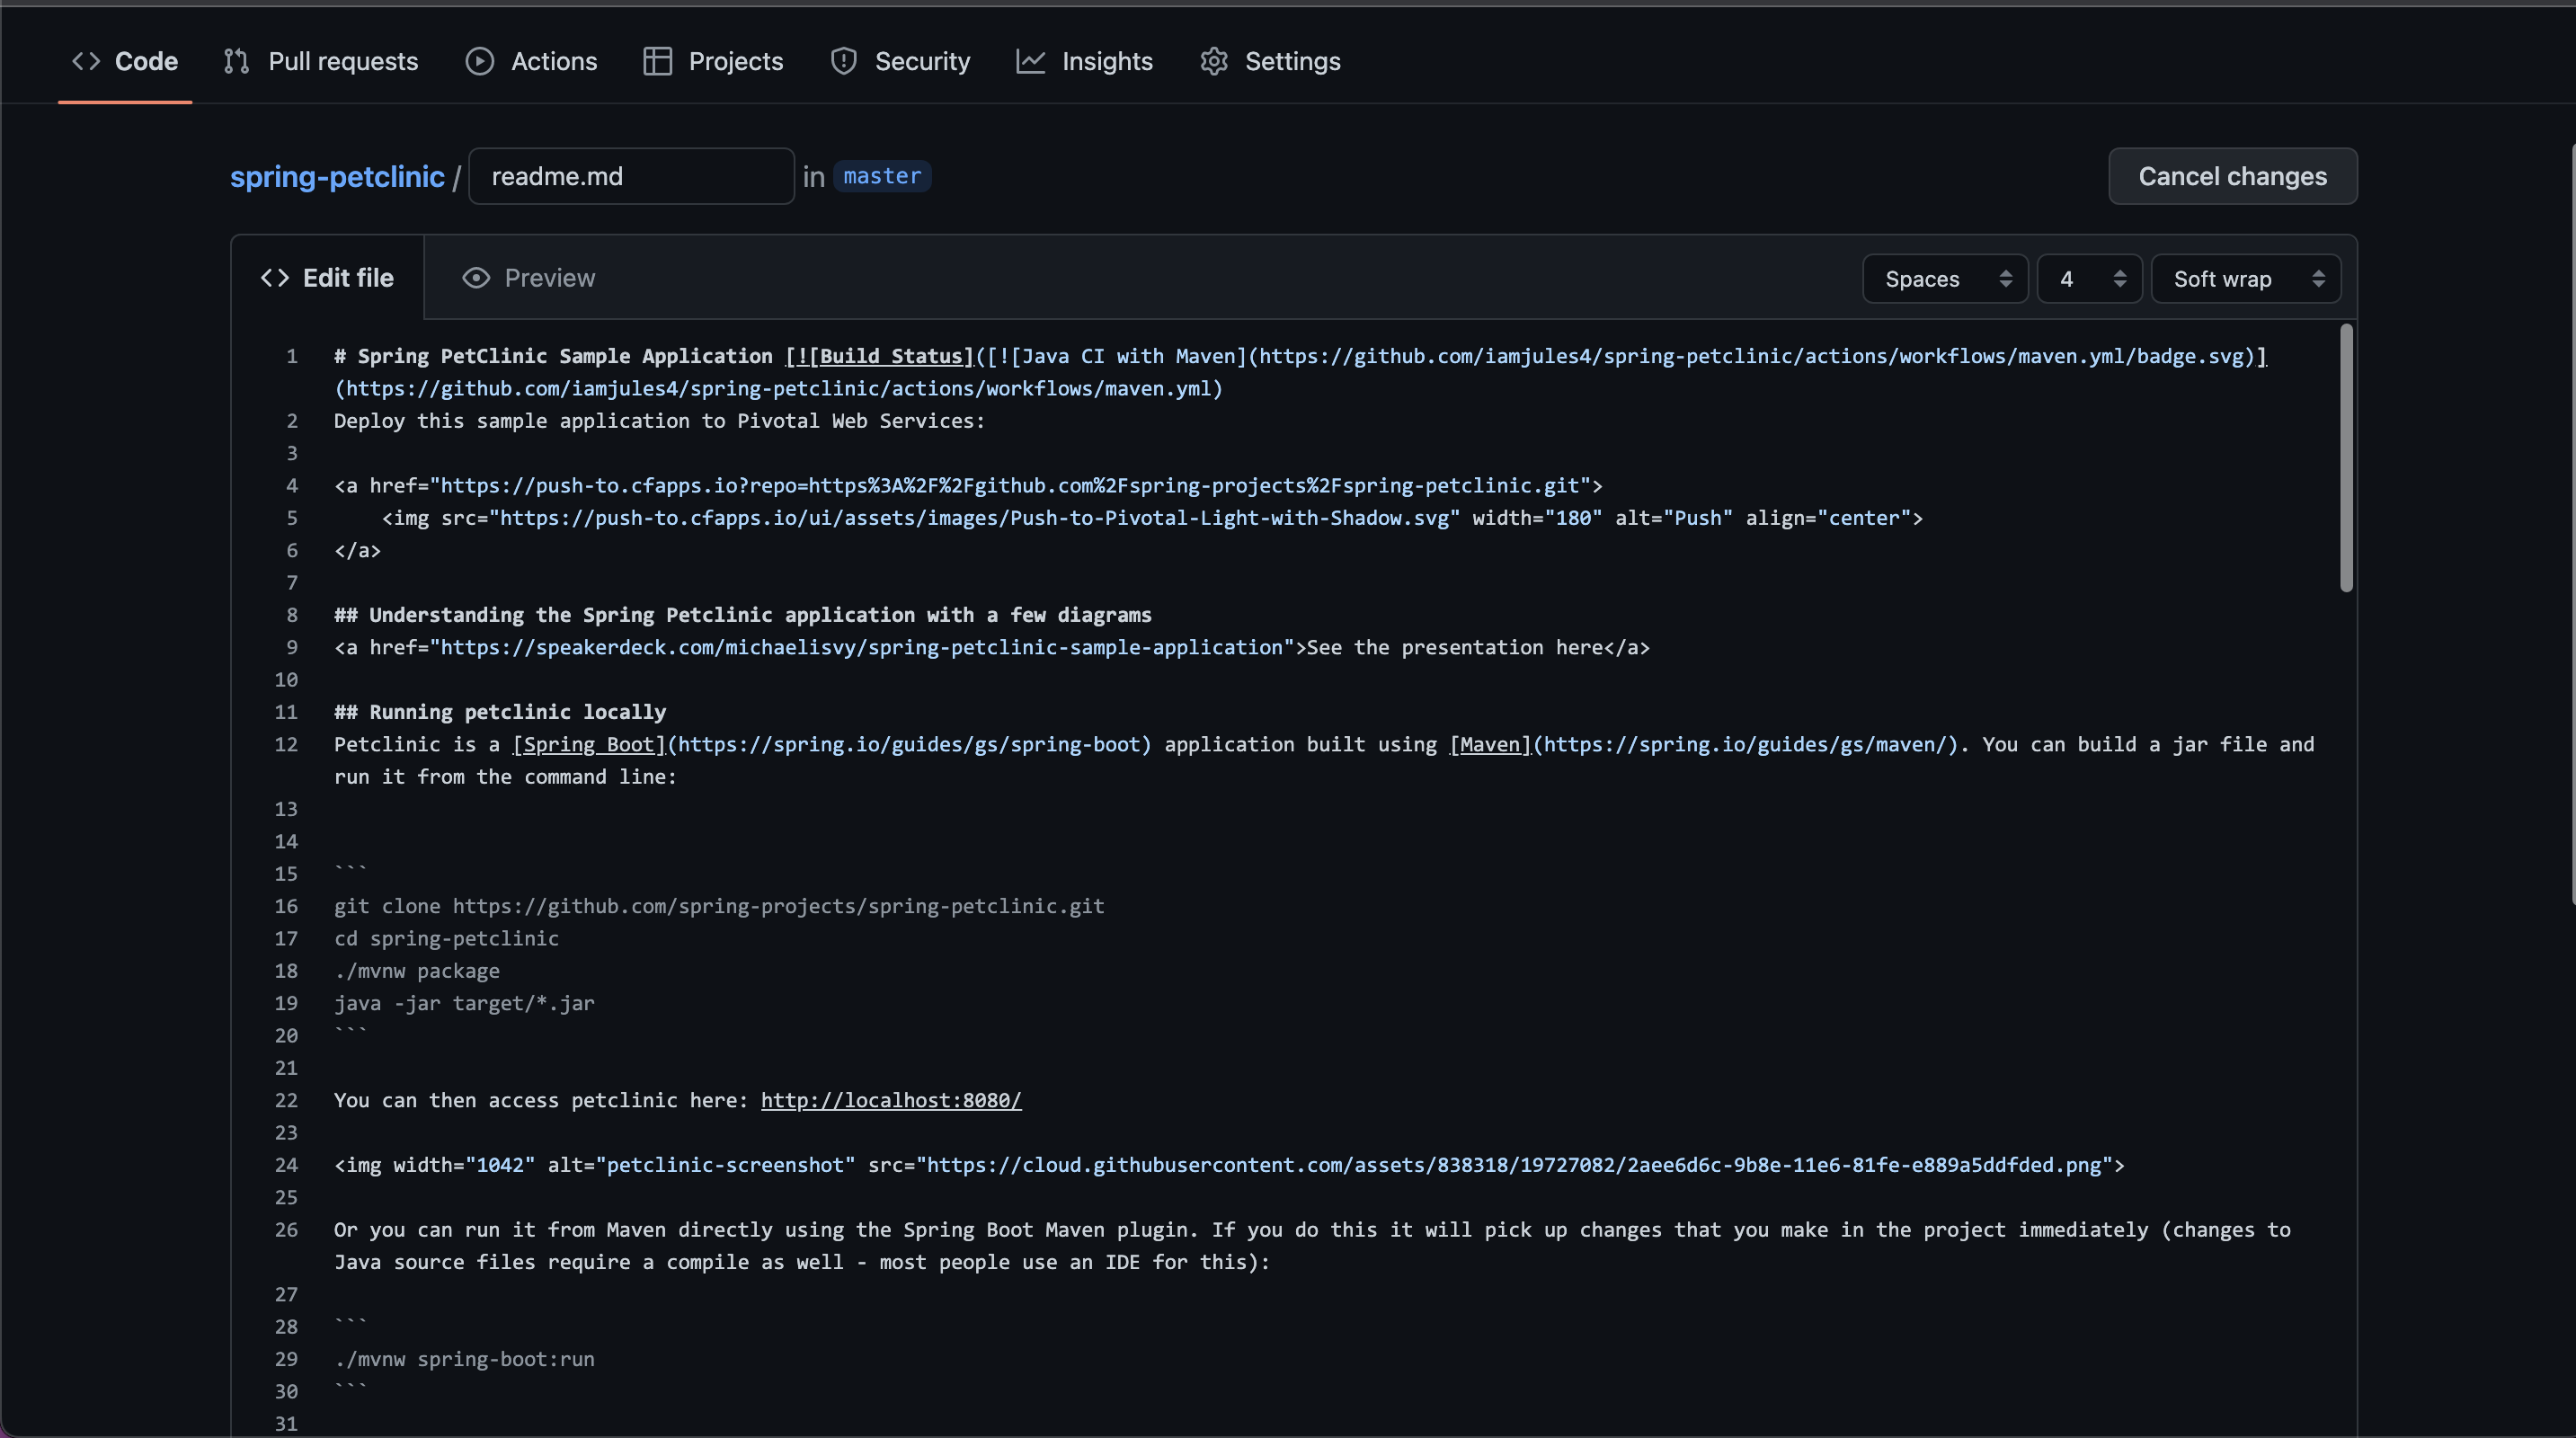 Code Pull requests Actions Projects Security Insights Settings
spring-petclinic / readme.md in master Cancel changes
Edit file Preview Spaces 4 Soft wrap
1 # Spring PetClinic Sample Application [![Build Status]([![Java CI with Maven](https://github.com/iamjules4/spring-petclinic/actions/workflows/maven.yml/badge.svg)]
(https://github.com/iamjules4/spring-petclinic/actions/workflows/maven.yml)
2 Deploy this sample application to Pivotal Web Services:
3
4 <a href="https://push-to.cfapps.io?repo=https%3A%2F%2Fgithub.com%2Fspring-projects%2Fspring-petclinic.git">
5     <img src="https://push-to.cfapps.io/ui/assets/images/Push-to-Pivotal-Light-with-Shadow.svg" width="180" alt="Push" align="center">
6 </a>
7
8 ## Understanding the Spring Petclinic application with a few diagrams
9 <a href="https://speakerdeck.com/michaelisvy/spring-petclinic-sample-application">See the presentation here</a>
10
11 ## Running petclinic locally
12 Petclinic is a [Spring Boot](https://spring.io/guides/gs/spring-boot) application built using [Maven](https://spring.io/guides/gs/maven/). You can build a jar file and
run it from the command line:
13
14
15 ```
16 git clone https://github.com/spring-projects/spring-petclinic.git
17 cd spring-petclinic
18 ./mvnw package
19 java -jar target/*.jar
20 ```
21
22 You can then access petclinic here: http://localhost:8080/
23
24 <img width="1042" alt="petclinic-screenshot" src="https://cloud.githubusercontent.com/assets/838318/19727082/2aee6d6c-9b8e-11e6-81fe-e889a5ddfded.png">
25
26 Or you can run it from Maven directly using the Spring Boot Maven plugin. If you do this it will pick up changes that you make in the project immediately (changes to
Java source files require a compile as well - most people use an IDE for this):
27
28 ```
29 ./mvnw spring-boot:run
30 ```
31